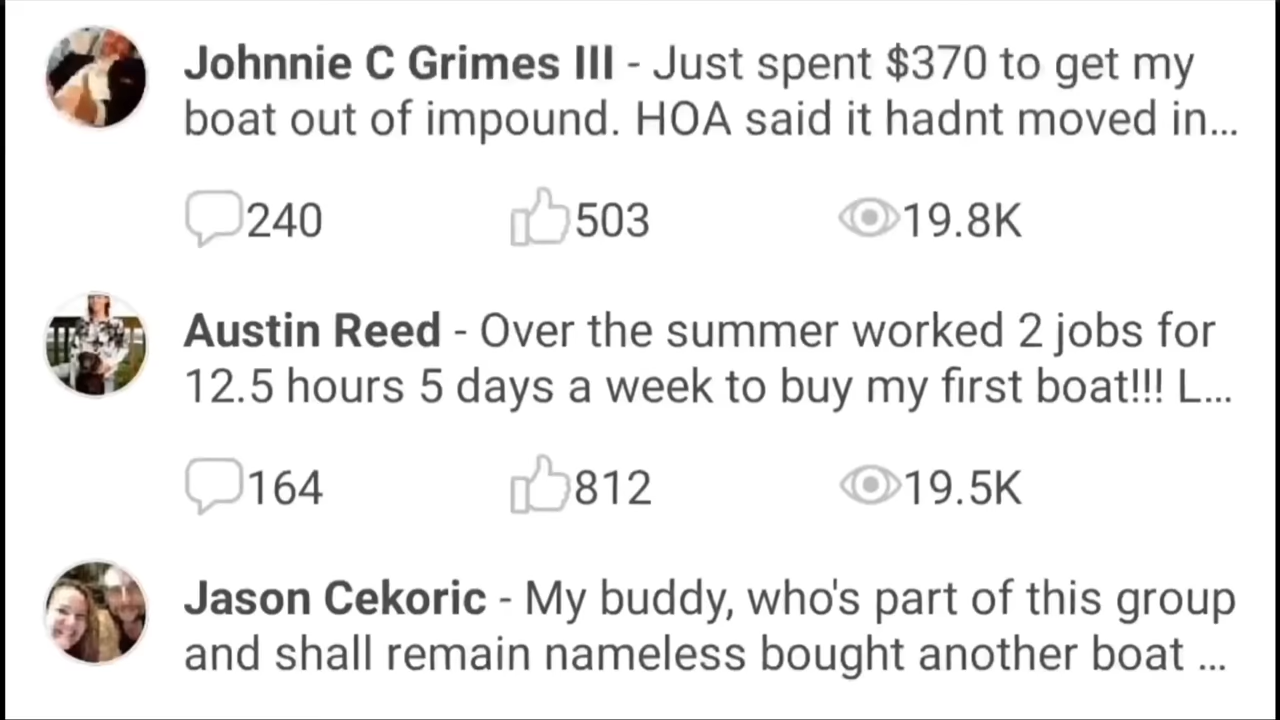 Johnnie C Grimes III - Just spent $370 to get my
boat out of impound. HOA said it hadnt moved in...
240 503 19.8K
Austin Reed - Over the summer worked 2 jobs for
12.5 hours 5 days a week to buy my first boat!!! L...
164 812 19.5K
Jason Cekoric - My buddy, who's part of this group
and shall remain nameless bought another boat ...